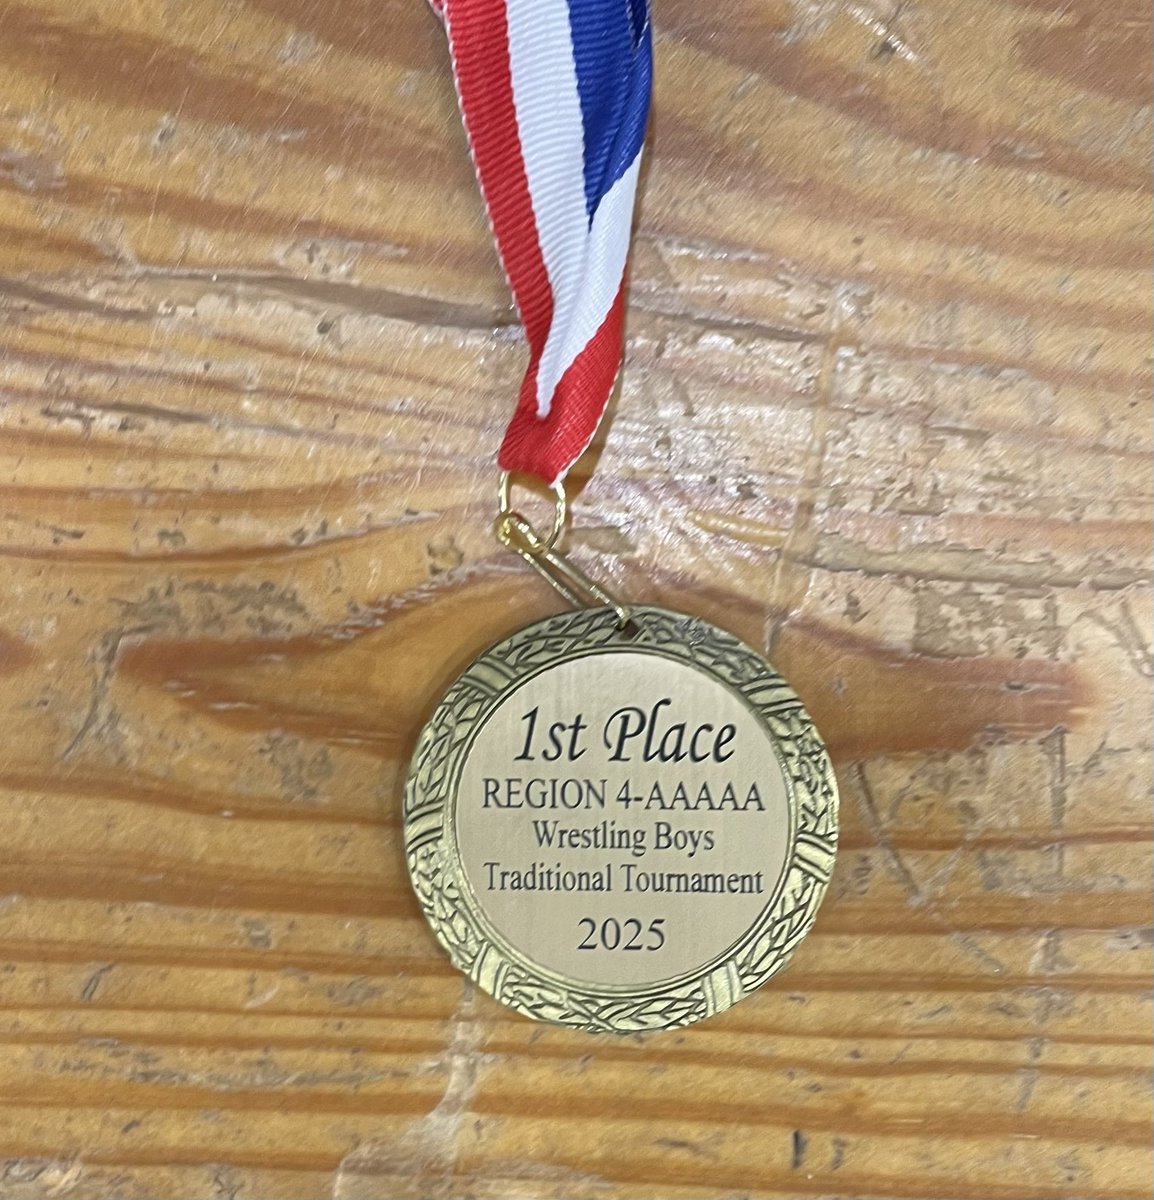 1st Place
REGION 4-AAAAA
Wrestling Boys
Traditional Tournament
2025